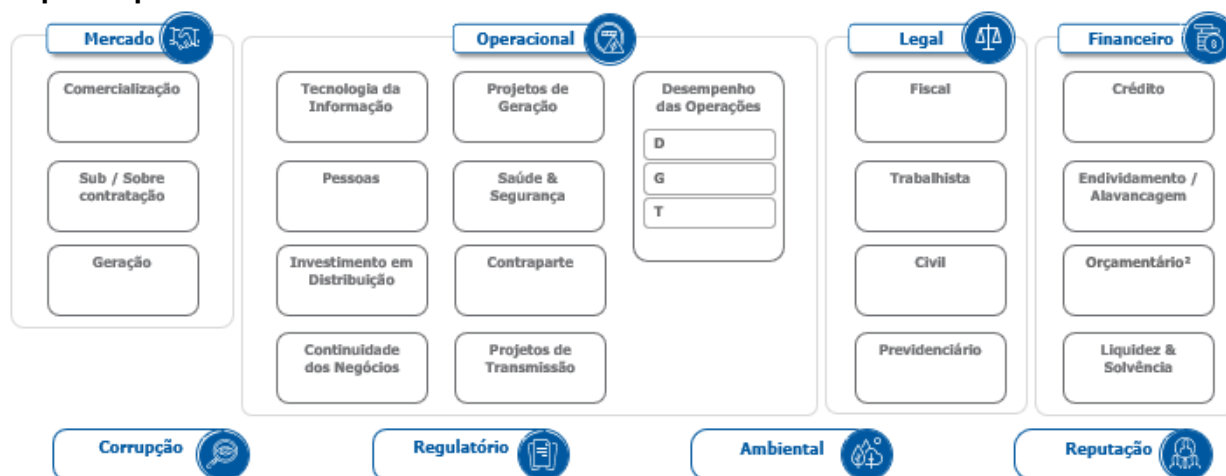 Mercado
Operacional
Legal
Financeiro
Comercialização
Sub / Sobre
contratação
Geração
Tecnologia da
Informação
Projetos de
Geração
Desempenho
das Operações
D
G
T
Pessoas
Saúde &
Segurança
Investimento em
Distribuição
Contraparte
Continuidade
dos Negócios
Projetos de
Transmissão
Fiscal
Trabalhista
Civil
Previdenciário
Crédito
Endividamento /
Alavancagem
Orçamentário²
Liquidez &
Solvência
Corrupção
Regulatório
Ambiental
Reputação